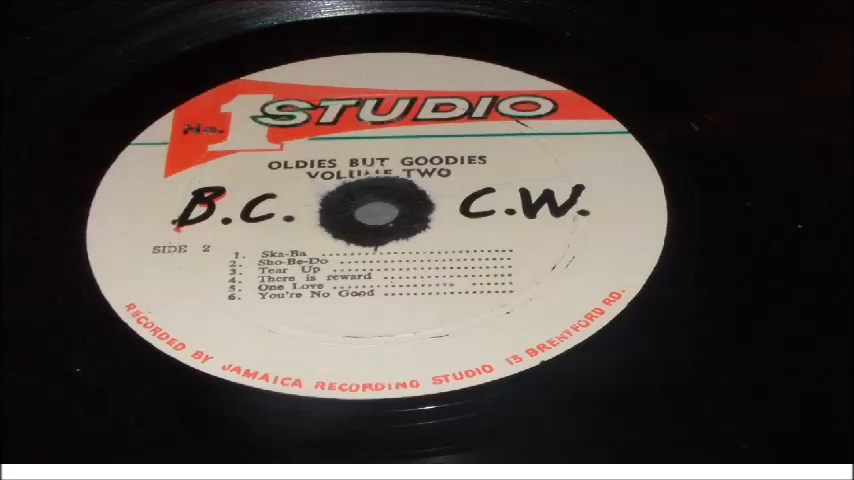 No. 1 STUDIO
OLDIES BUT GOODIES
VOLUME TWO
B.C. C.W.
SIDE 2
1. Ska-Ba
2. Sho-Be-Do
3. Tear Up
4. There is reward
5. One Love
6. You're No Good
RECORDED BY JAMAICA RECORDING STUDIO 13 BRENTFORD RD.